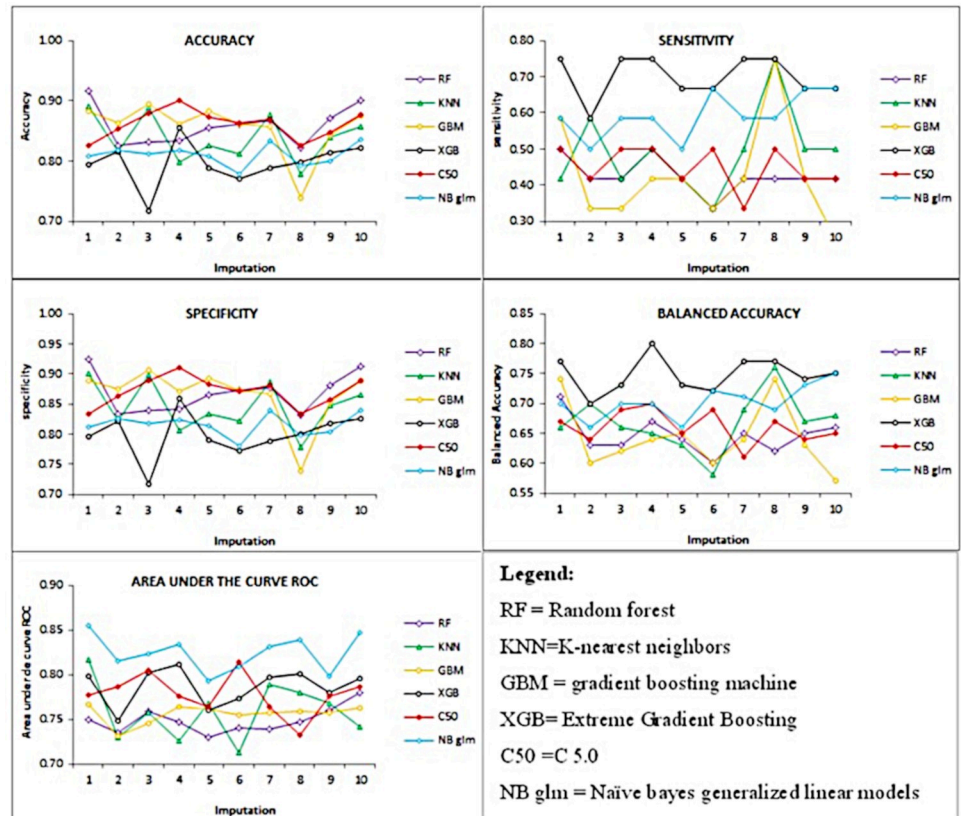 ACCURACY
1.00
0.90
0.80
0.70
Accuracy
1 2 3 4 5 6 7 8 9 10
Imputation
RF
KNN
GBM
XGB
C50
NB glm
SENSITIVITY
0.80
0.70
0.60
0.50
0.40
0.30
sensitivity
1 2 3 4 5 6 7 8 9 10
Imputation
RF
KNN
GBM
XGB
C50
NB glm
SPECIFICITY
1.00
0.95
0.90
0.85
0.80
0.75
0.70
specificity
1 2 3 4 5 6 7 8 9 10
Imputation
RF
KNN
GBM
XGB
C50
NB glm
BALANCED ACCURACY
0.85
0.80
0.75
0.70
0.65
0.60
0.55
Balanced Accuracy
1 2 3 4 5 6 7 8 9 10
Imputation
RF
KNN
GBM
XGB
C50
NB glm
AREA UNDER THE CURVE ROC
0.90
0.85
0.80
0.75
0.70
Area under de curve ROC
1 2 3 4 5 6 7 8 9 10
Imputation
RF
KNN
GBM
XGB
C50
NB glm
Legend:
RF = Random forest
KNN=K-nearest neighbors
GBM = gradient boosting machine
XGB= Extreme Gradient Boosting
C50 =C 5.0
NB glm = Naïve bayes generalized linear models